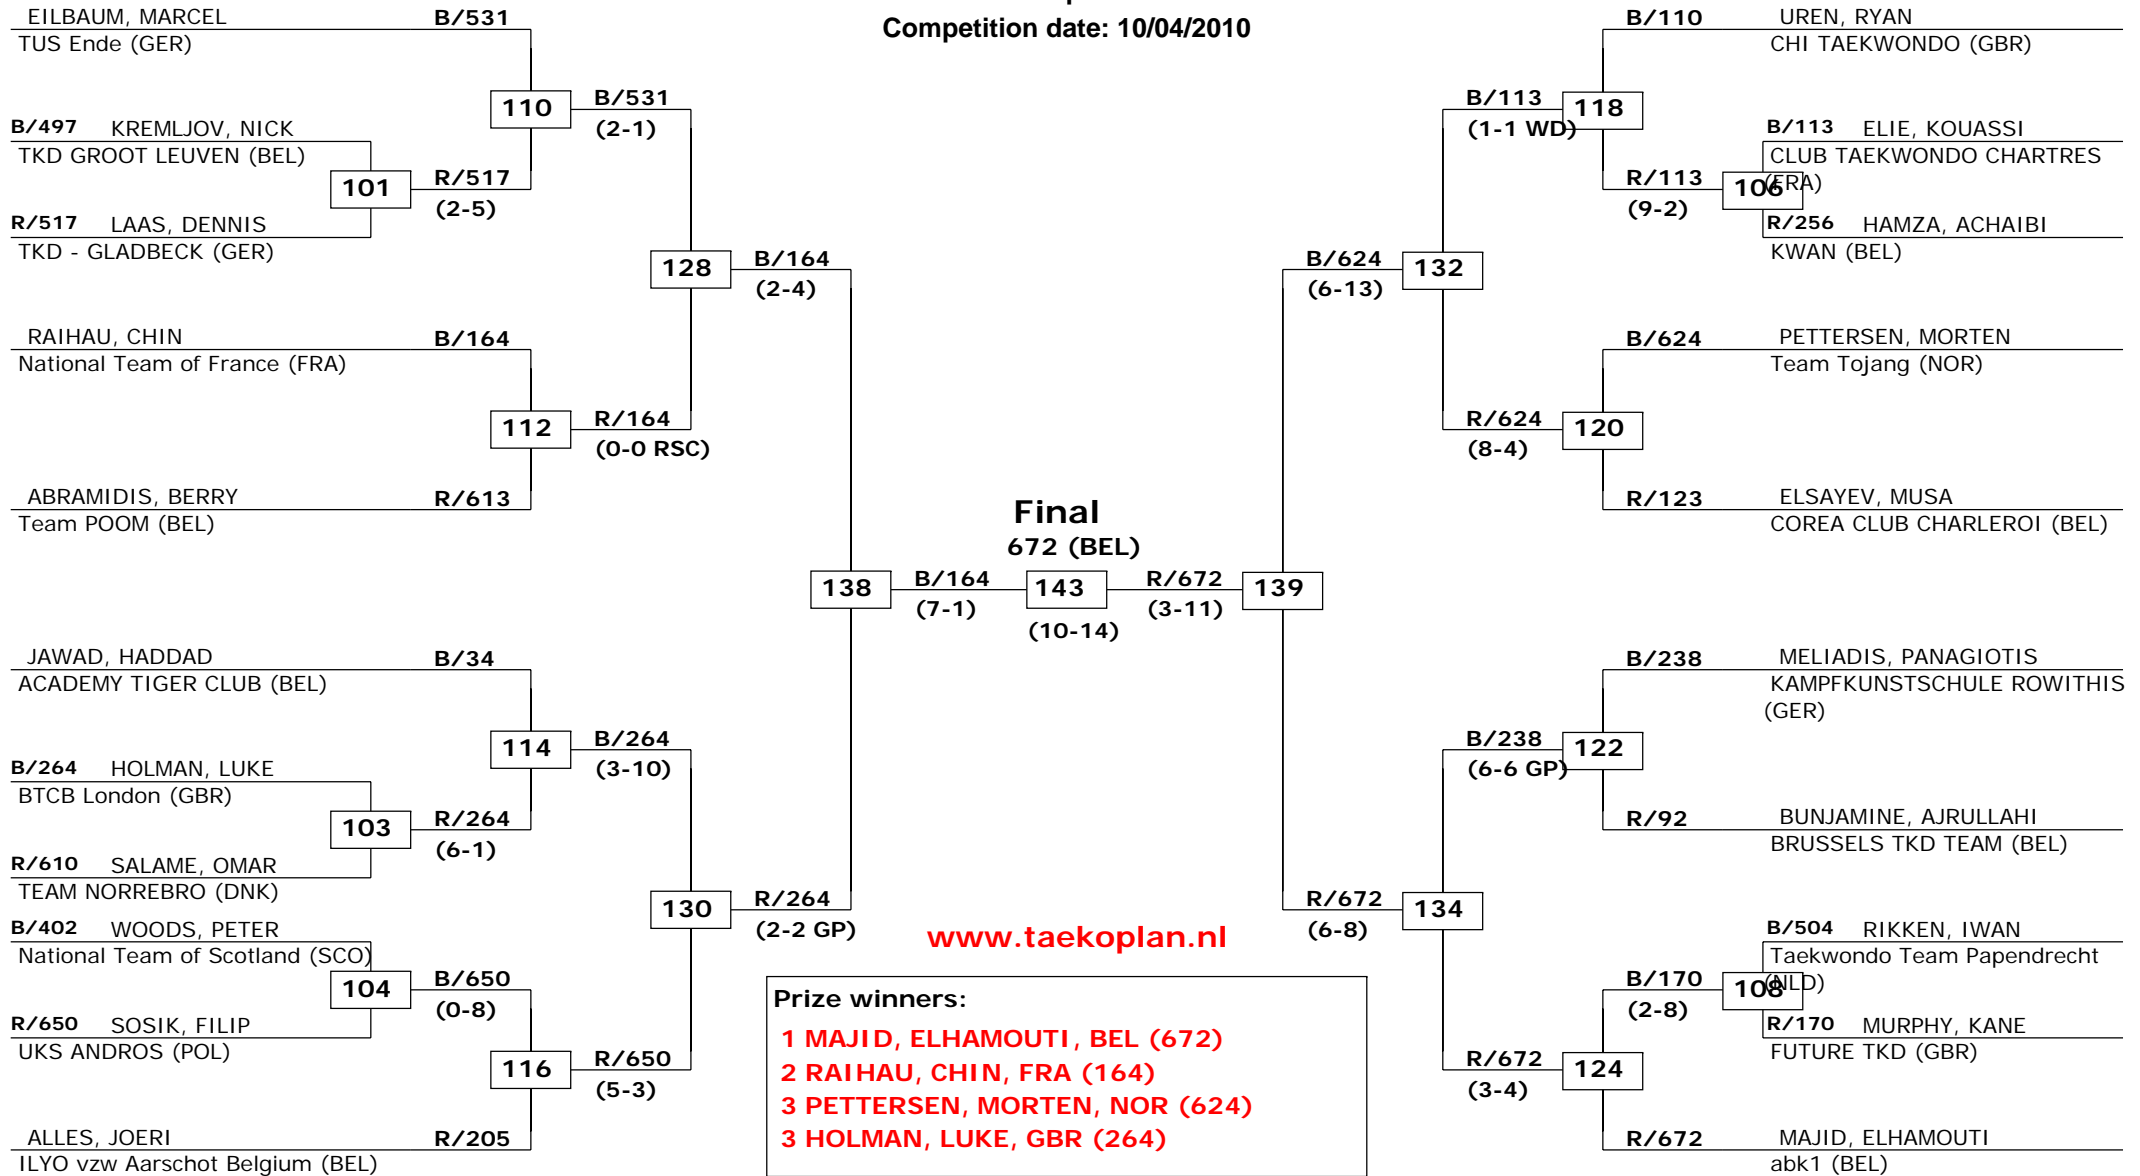 Competition date: 10/04/2010
EILBAUM, MARCEL B/531
TUS Ende (GER)
110 B/531
(2-1)
B/497 KREMLJOV, NICK
TKD GROOT LEUVEN (BEL)
101 R/517
(2-5)
R/517 LAAS, DENNIS
TKD - GLADBECK (GER)
128 B/164
(2-4)
RAIHAU, CHIN B/164
National Team of France (FRA)
112 R/164
(0-0 RSC)
ABRAMIDIS, BERRY R/613
Team POOM (BEL)
138 B/164
(7-1)
JAWAD, HADDAD B/34
ACADEMY TIGER CLUB (BEL)
114 B/264
(3-10)
B/264 HOLMAN, LUKE
BTCB London (GBR)
103 R/264
(6-1)
R/610 SALAME, OMAR
TEAM NORREBRO (DNK)
130 R/264
(2-2 GP)
B/402 WOODS, PETER
National Team of Scotland (SCO)
104 B/650
(0-8)
R/650 SOSIK, FILIP
UKS ANDROS (POL)
116 R/650
(5-3)
ALLES, JOERI R/205
ILYO vzw Aarschot Belgium (BEL)
Final
672 (BEL)
143
(10-14)
B/110 UREN, RYAN
CHI TAEKWONDO (GBR)
B/113 118
(1-1 WD)
B/113 ELIE, KOUASSI
CLUB TAEKWONDO CHARTRES
(FRA)
R/113 106
(9-2)
R/256 HAMZA, ACHAIBI
KWAN (BEL)
B/624 132
(6-13)
B/624 PETTERSEN, MORTEN
Team Tojang (NOR)
R/624 120
(8-4)
R/123 ELSAYEV, MUSA
COREA CLUB CHARLEROI (BEL)
R/672 139
(3-11)
B/238 MELIADIS, PANAGIOTIS
KAMPFKUNSTSCHULE ROWITHIS
(GER)
B/238 122
(6-6 GP)
R/92 BUNJAMINE, AJRULLAHI
BRUSSELS TKD TEAM (BEL)
R/672 134
(6-8)
B/504 RIKKEN, IWAN
Taekwondo Team Papendrecht
(NLD)
B/170 108
(2-8)
R/170 MURPHY, KANE
FUTURE TKD (GBR)
R/672 124
(3-4)
R/672 MAJID, ELHAMOUTI
abk1 (BEL)
www.taekoplan.nl
Prize winners:
1 MAJID, ELHAMOUTI, BEL (672)
2 RAIHAU, CHIN, FRA (164)
3 PETTERSEN, MORTEN, NOR (624)
3 HOLMAN, LUKE, GBR (264)